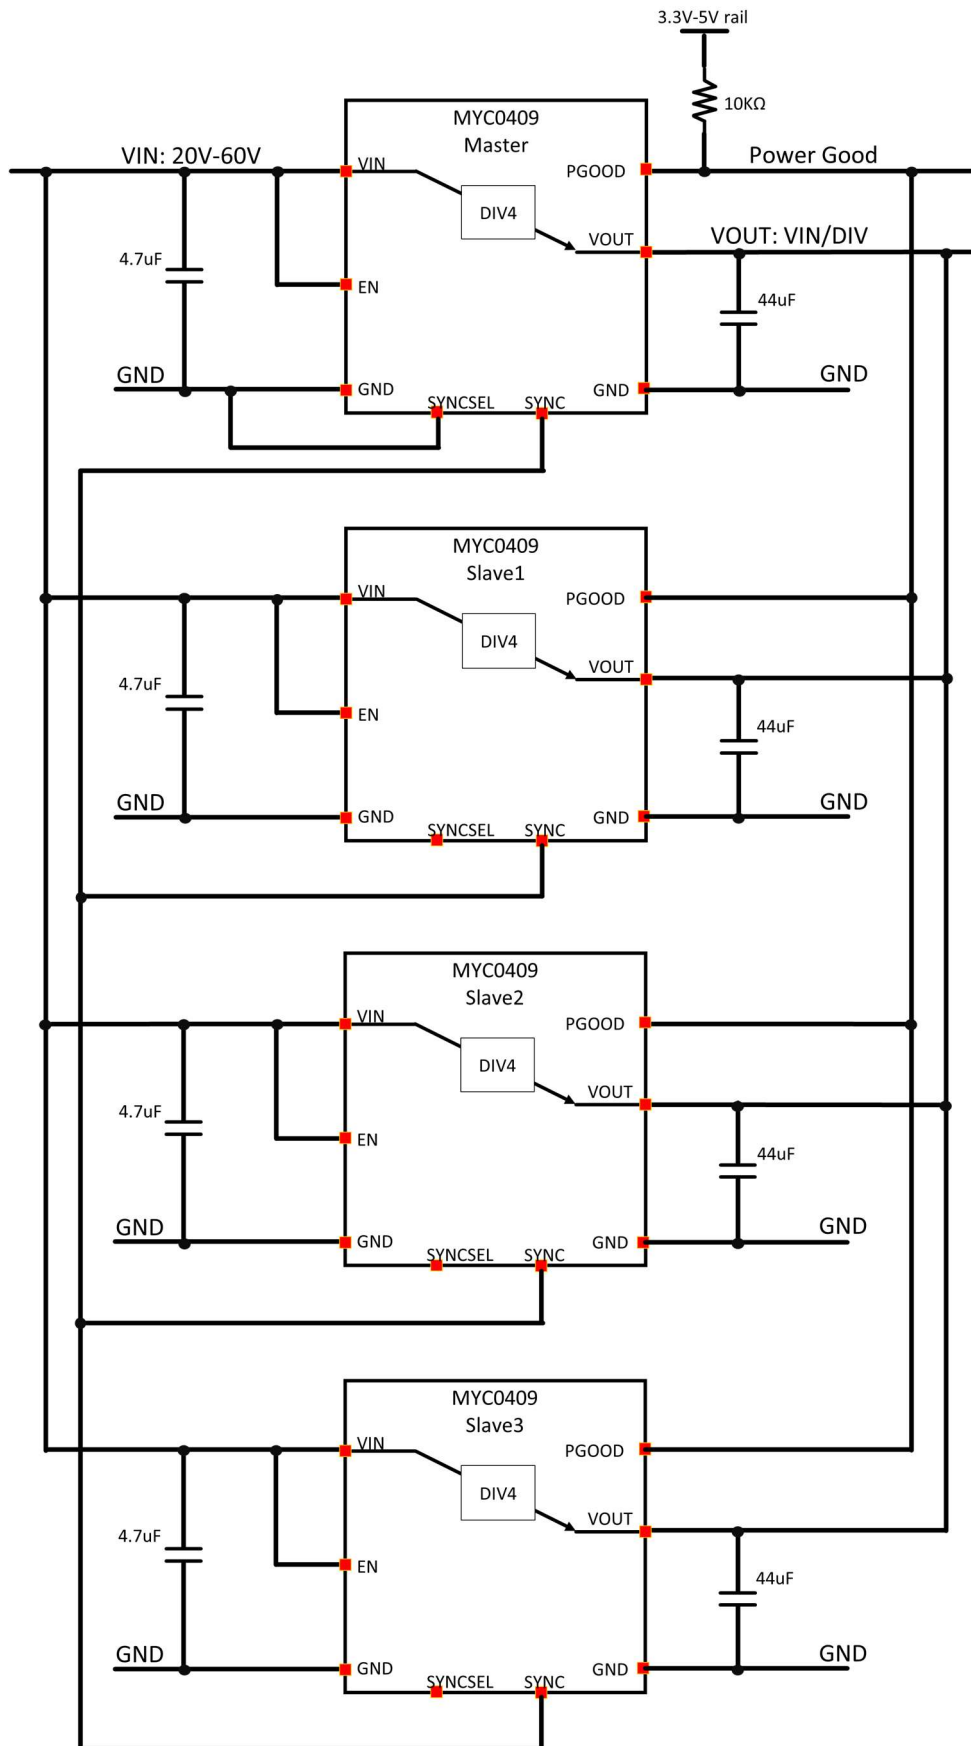 3.3V-5V rail
10KΩ
MYC0409
Master
VIN: 20V-60V
VIN
PGOOD
Power Good
DIV4
VOUT
VOUT: VIN/DIV
4.7uF
EN
44uF
GND
GND
GND
GND
SYNCSEL
SYNC
MYC0409
Slave1
VIN
PGOOD
DIV4
VOUT
4.7uF
EN
44uF
GND
GND
GND
GND
SYNCSEL
SYNC
MYC0409
Slave2
VIN
PGOOD
DIV4
VOUT
4.7uF
EN
44uF
GND
GND
GND
GND
SYNCSEL
SYNC
MYC0409
Slave3
VIN
PGOOD
DIV4
VOUT
4.7uF
EN
44uF
GND
GND
GND
GND
SYNCSEL
SYNC